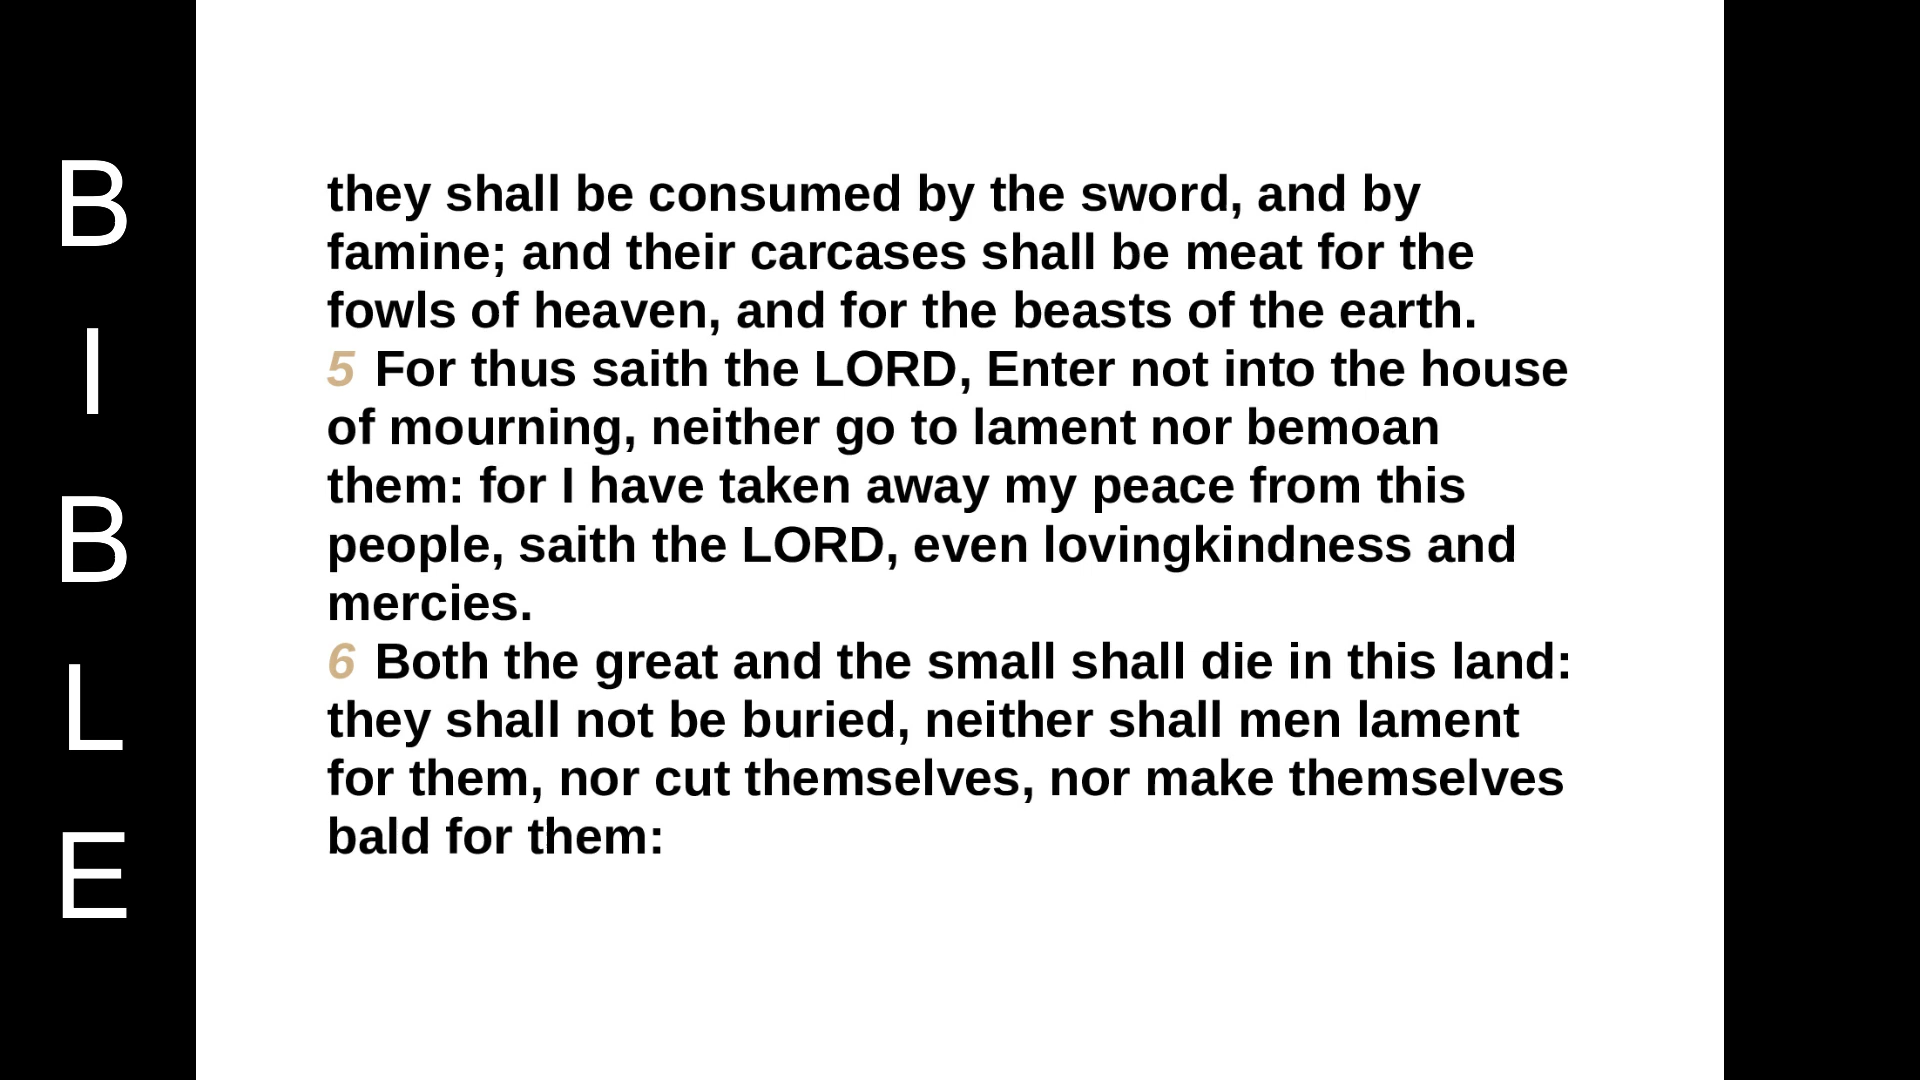 B
I
B
L
E
they shall be consumed by the sword, and by
famine; and their carcases shall be meat for the
fowls of heaven, and for the beasts of the earth.
5 For thus saith the LORD, Enter not into the house
of mourning, neither go to lament nor bemoan
them: for I have taken away my peace from this
people, saith the LORD, even lovingkindness and
mercies.
6 Both the great and the small shall die in this land:
they shall not be buried, neither shall men lament
for them, nor cut themselves, nor make themselves
bald for them: